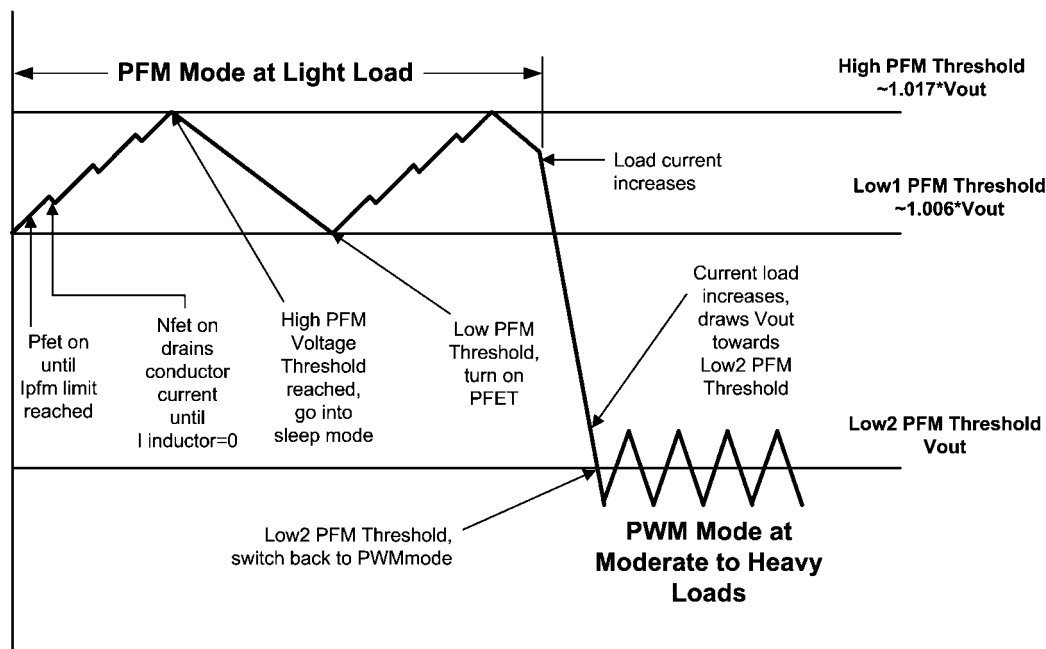 PFM Mode at Light Load
High PFM Threshold
~1.017*Vout
Load current
increases
Low1 PFM Threshold
~1.006*Vout
Pfet on
until
Ipfm limit
reached
Nfet on
drains
conductor
current
until
I inductor=0
High PFM
Voltage
Threshold
reached,
go into
sleep mode
Low PFM
Threshold,
turn on
PFET
Current load
increases,
draws Vout
towards
Low2 PFM
Threshold
Low2 PFM Threshold
Vout
Low2 PFM Threshold,
switch back to PWMmode
PWM Mode at
Moderate to Heavy
Loads